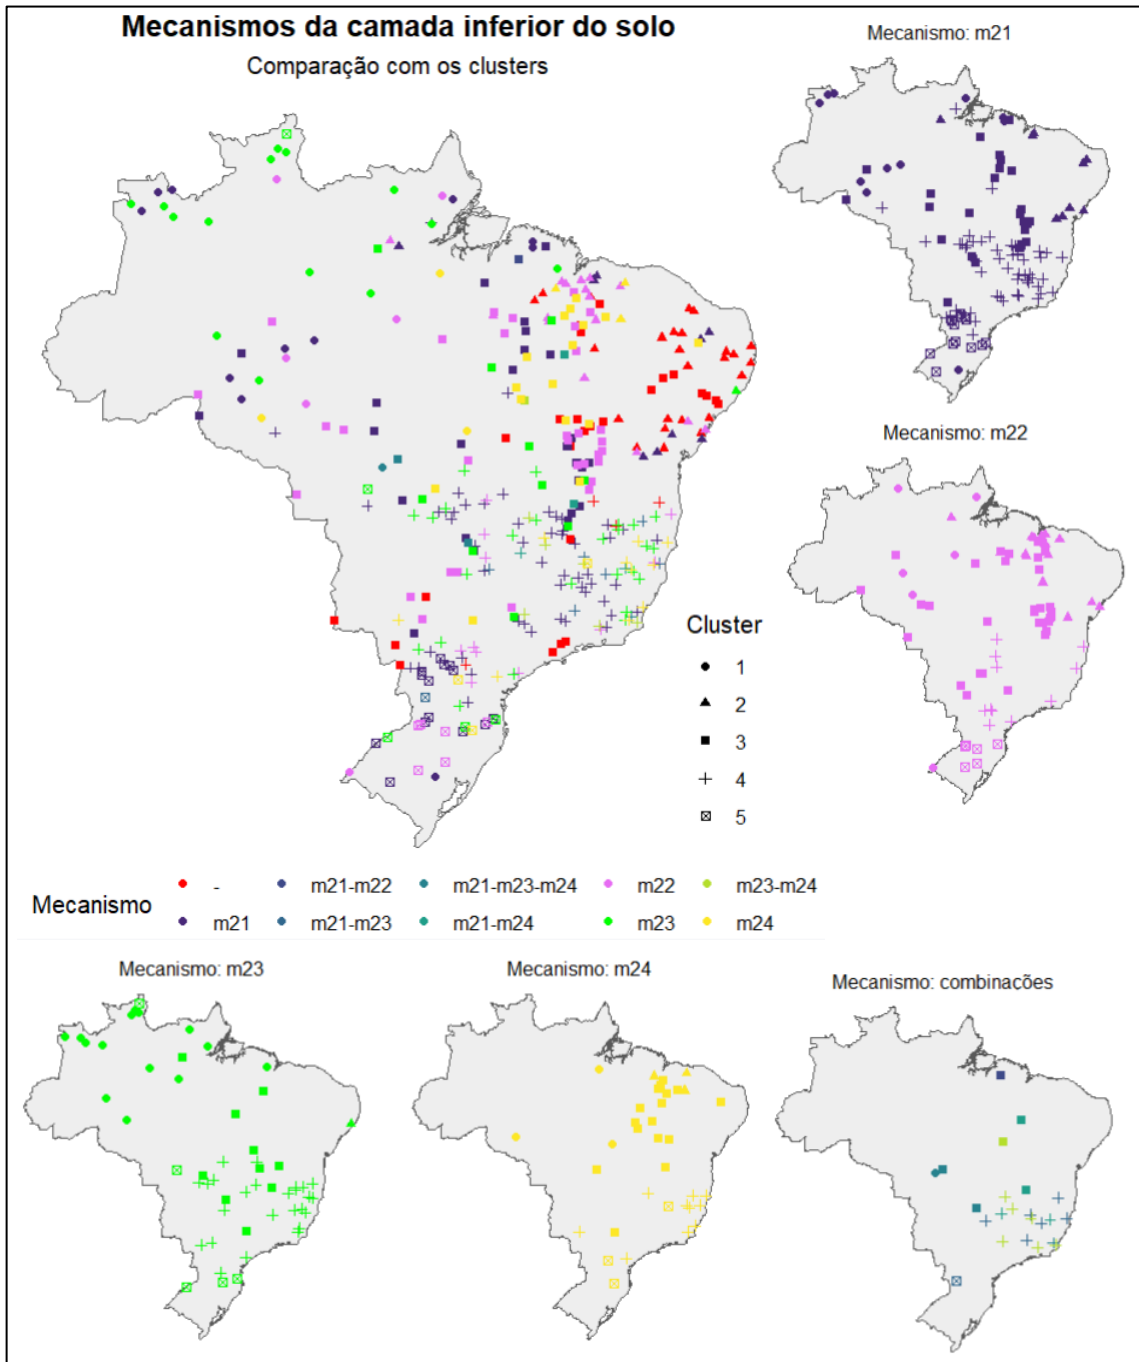 Mecanismos da camada inferior do solo
Comparação com os clusters
Mecanismo: m21
Mecanismo: m22
Cluster
1
2
3
4
5
Mecanismo
- m21-m22 m21-m23-m24 m22 m23-m24
m21 m21-m23 m21-m24 m23 m24
Mecanismo: m23
Mecanismo: m24
Mecanismo: combinações